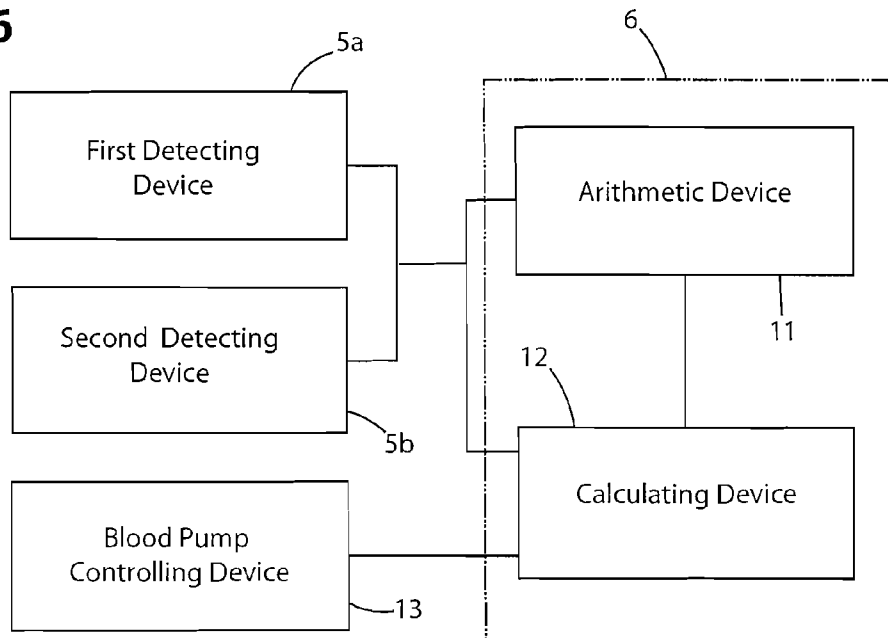 6
5a
6
First Detecting
Device
Arithmetic Device
11
Second Detecting
Device
12
5b
Calculating Device
Blood Pump
Controlling Device
13